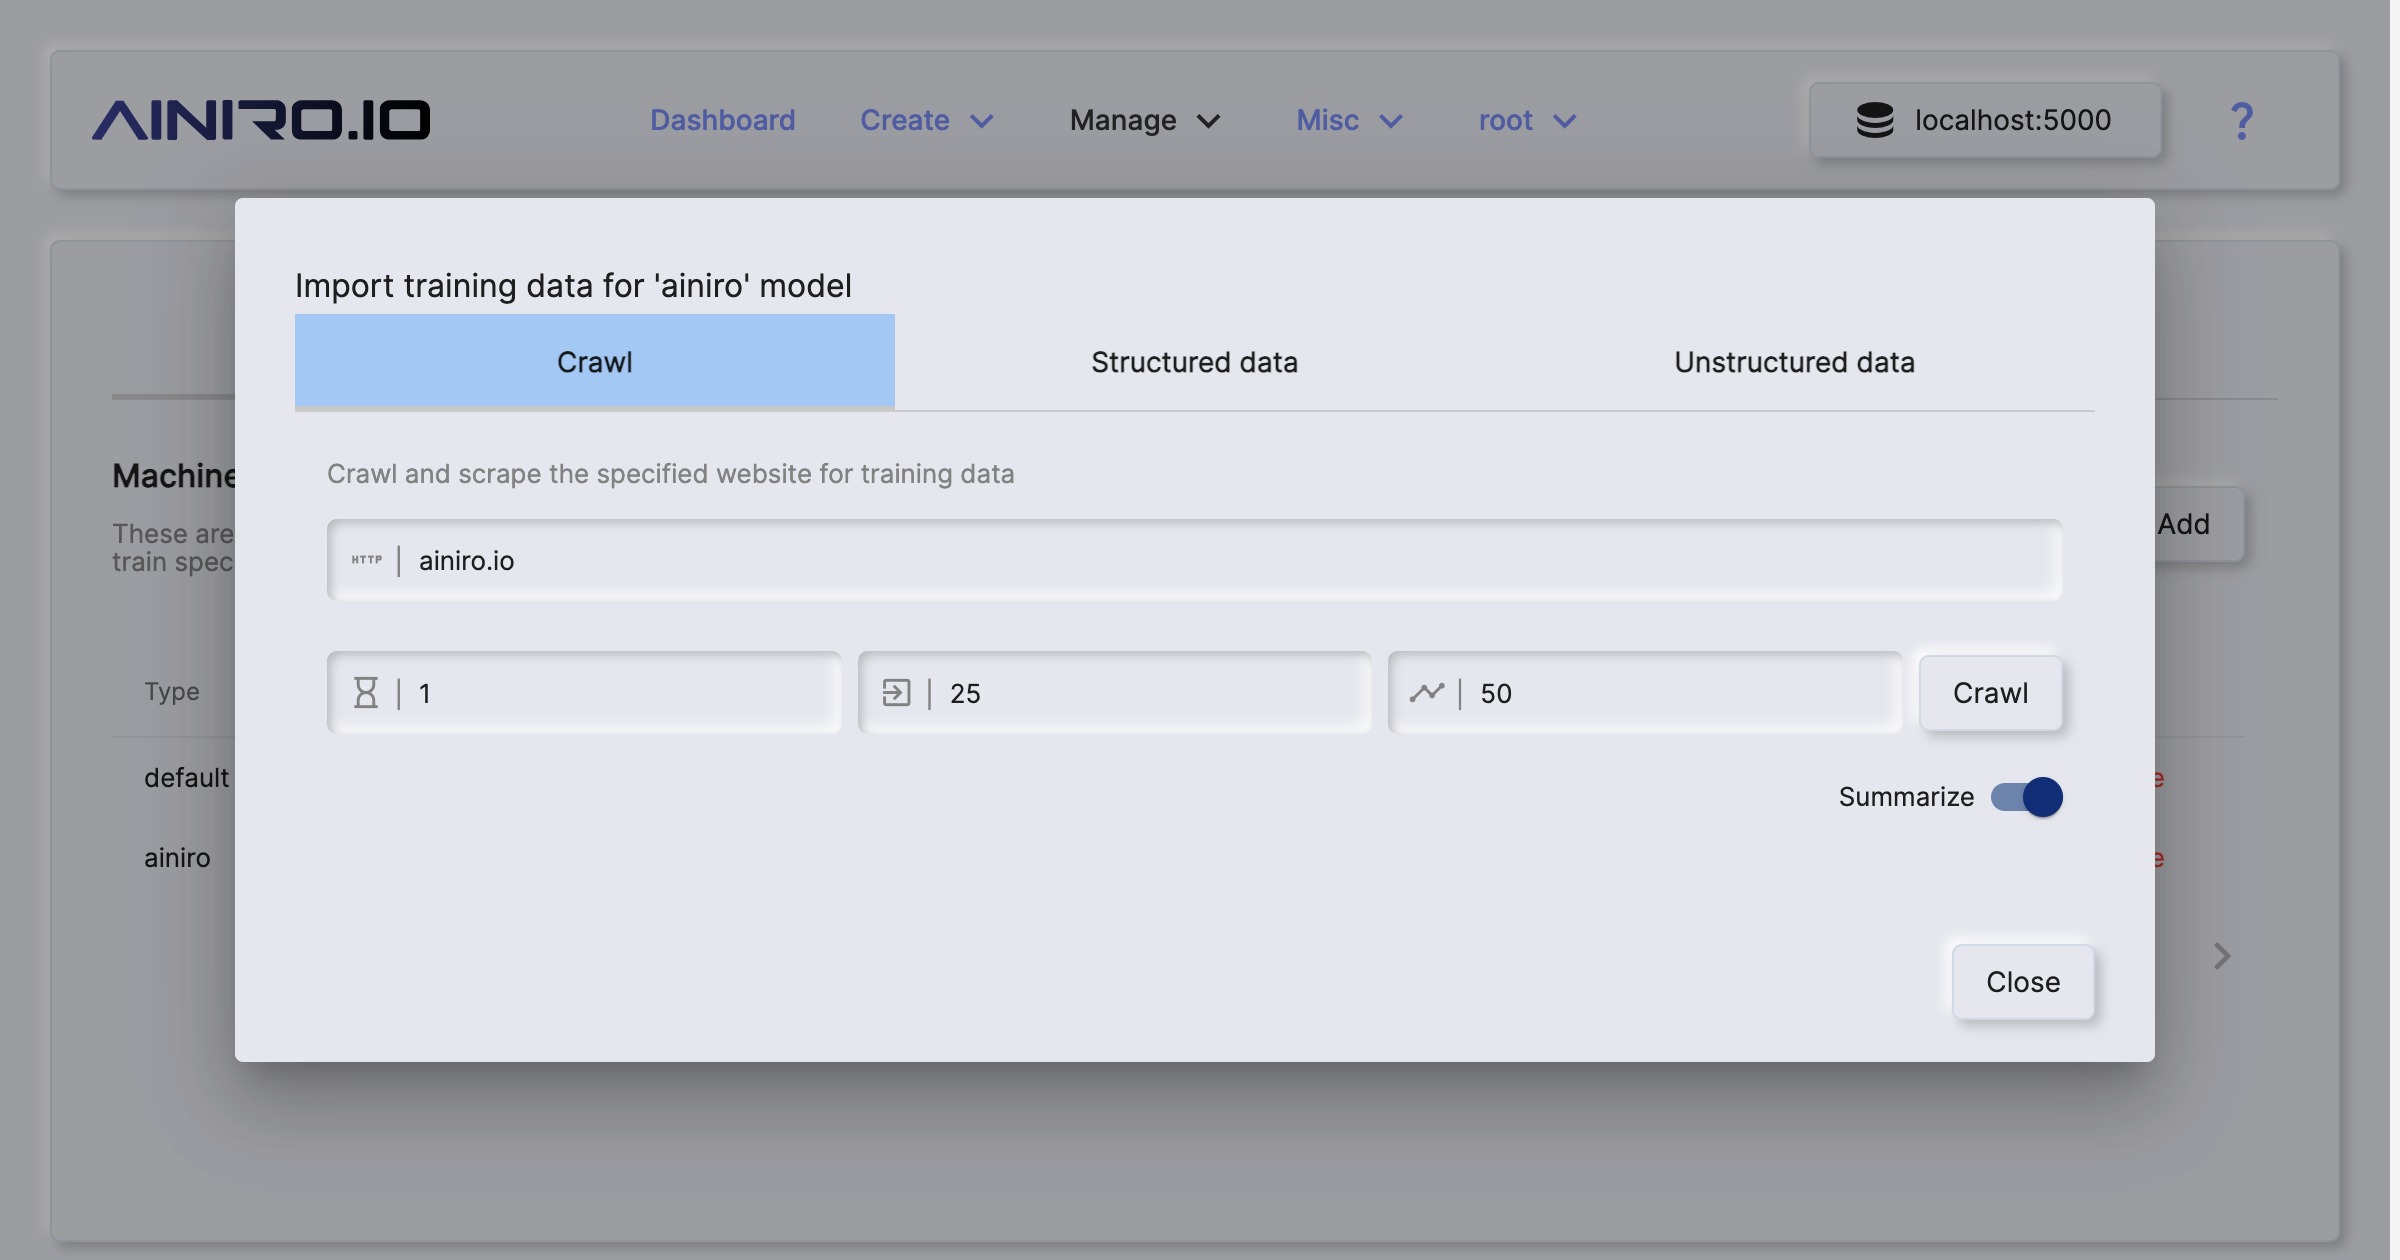 AINIRO.IO Dashboard Create Manage Misc root localhost:5000 ?
Import training data for 'ainiro' model
Crawl Structured data Unstructured data
Crawl and scrape the specified website for training data
HTTP ainiro.io
1 25 50 Crawl
Summarize
Close
Machine
These are
train spec
Add
Type
default
e
ainiro
e